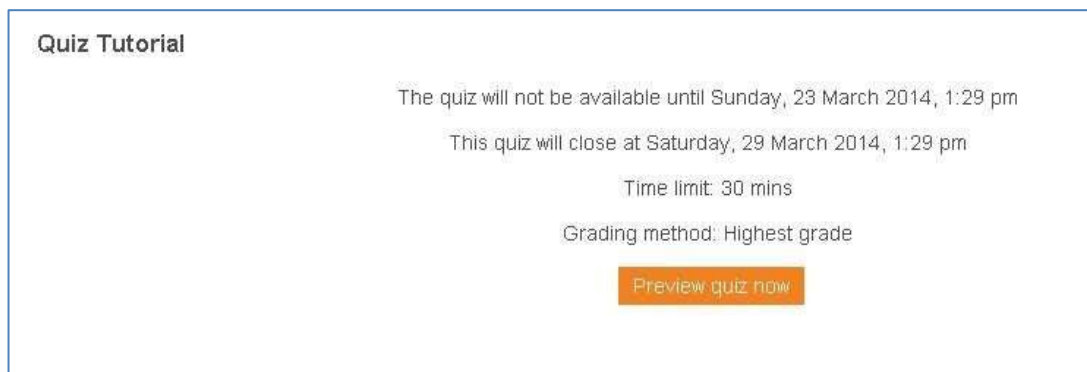 Quiz Tutorial
The quiz will not be available until Sunday, 23 March 2014, 1:29 pm
This quiz will close at Saturday, 29 March 2014, 1:29 pm
Time limit: 30 mins
Grading method: Highest grade
Preview quiz now